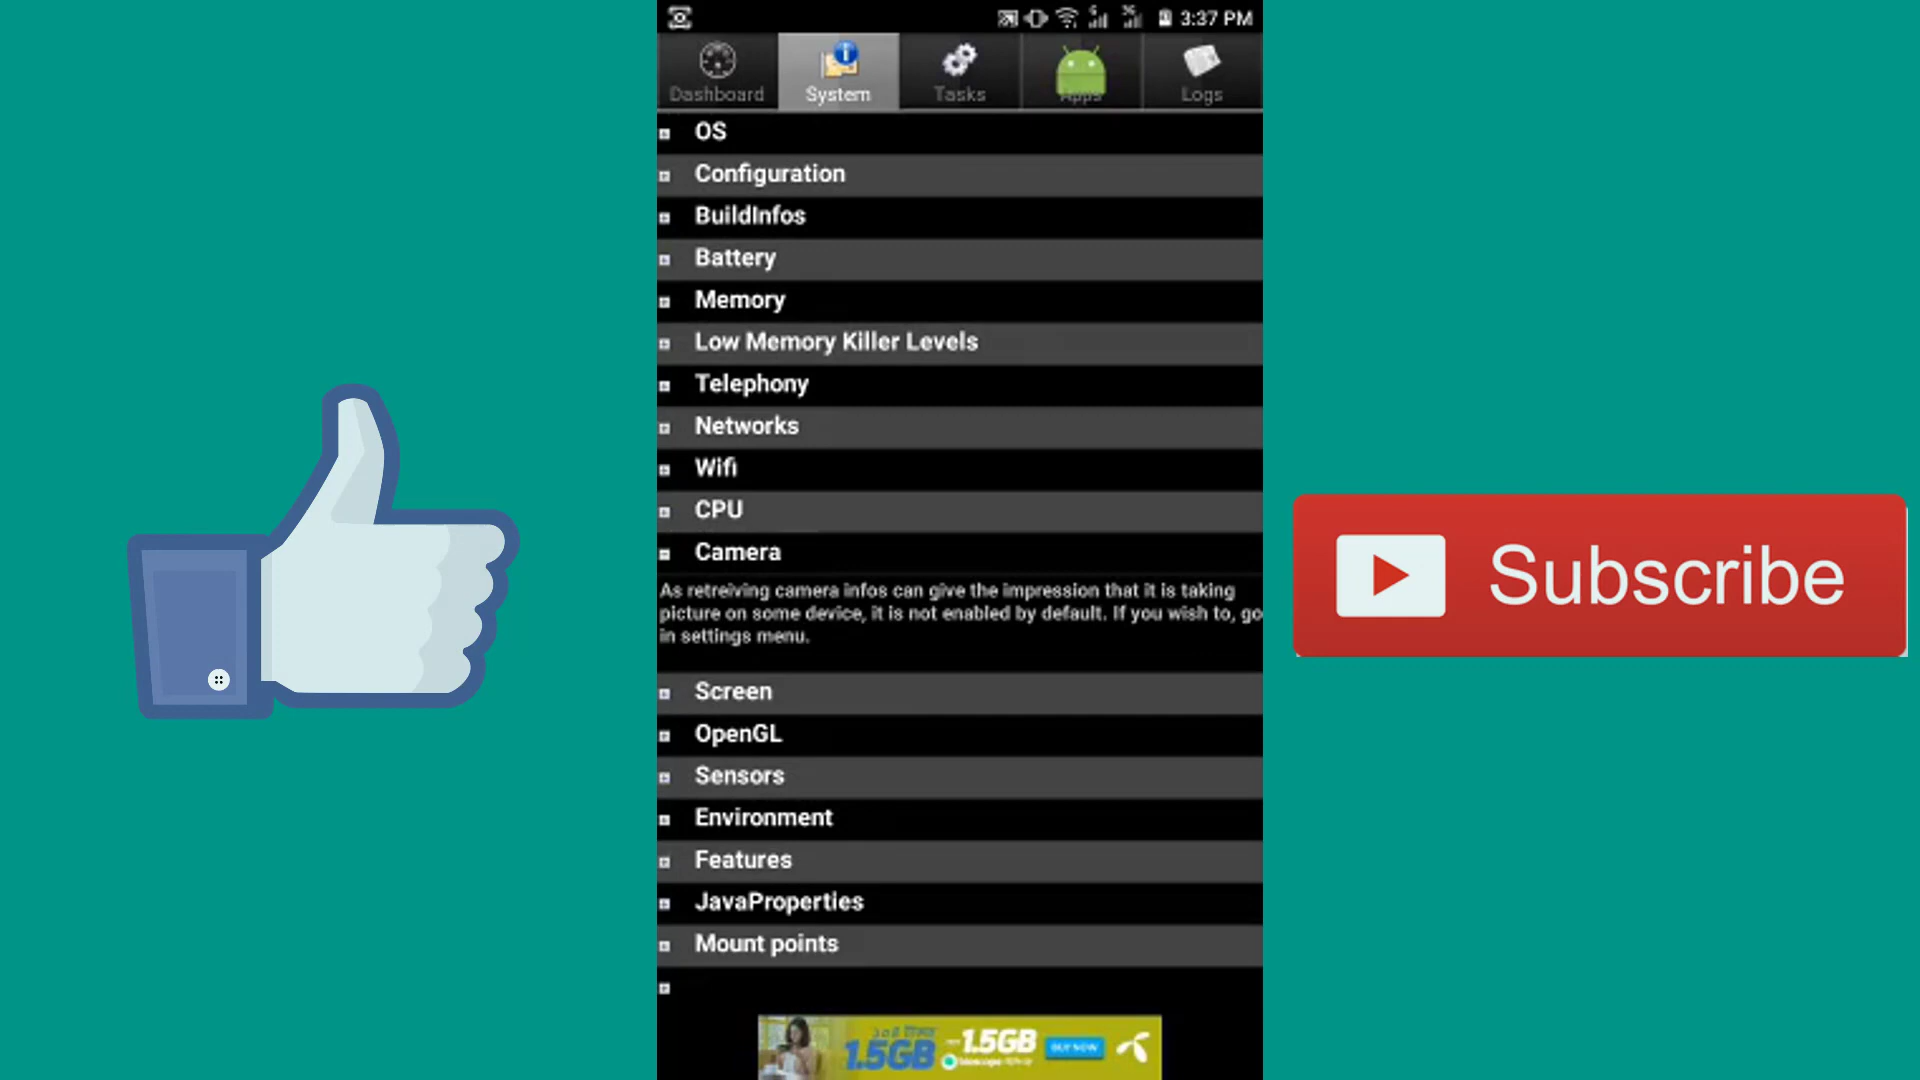 3:37 PM
Dashboard
System
Tasks
Apps
Logs
OS
Configuration
BuildInfos
Battery
Memory
Low Memory Killer Levels
Telephony
Networks
Wifi
CPU
Camera
As retreiving camera infos can give the impression that it is taking
picture on some device, it is not enabled by default. If you wish to, go
in settings menu.
Subscribe
Screen
OpenGL
Sensors
Environment
Features
JavaProperties
Mount points
1.5GB
1.5GB
BUY NOW